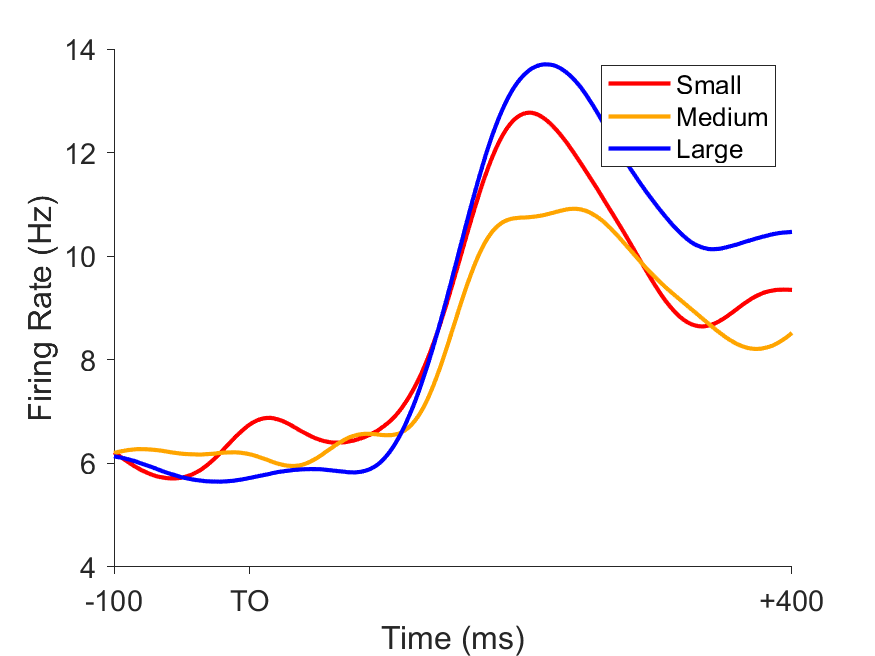 14
12
10
8
6
4
Firing Rate (Hz)
Small
Medium
Large
-100
TO
+400
Time (ms)